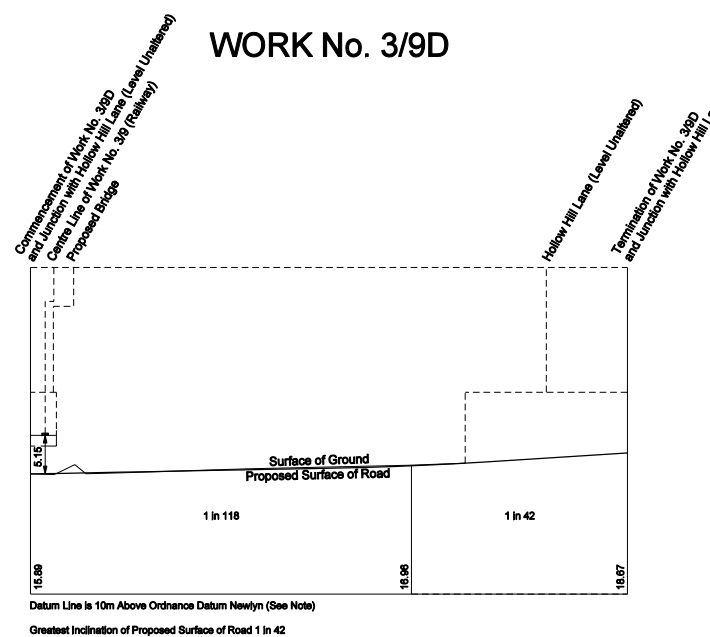 WORK No. 3/9D
Commencement of Work No. 3/9D
and Junction with Hollow Hill Lane (Level Unaltered)
Centre Line of Work No. 3/9 (Railway)
Proposed Bridge
Hollow Hill Lane (Level Unaltered)
Termination of Work No. 3/9D
and Junction with Hollow Hill
5.15
Surface of Ground
Proposed Surface of Road
1 in 118
1 in 42
15.89
16.96
18.67
Datum Line is 10m Above Ordnance Datum Newlyn (See Note)
Greatest Inclination of Proposed Surface of Road 1 in 42